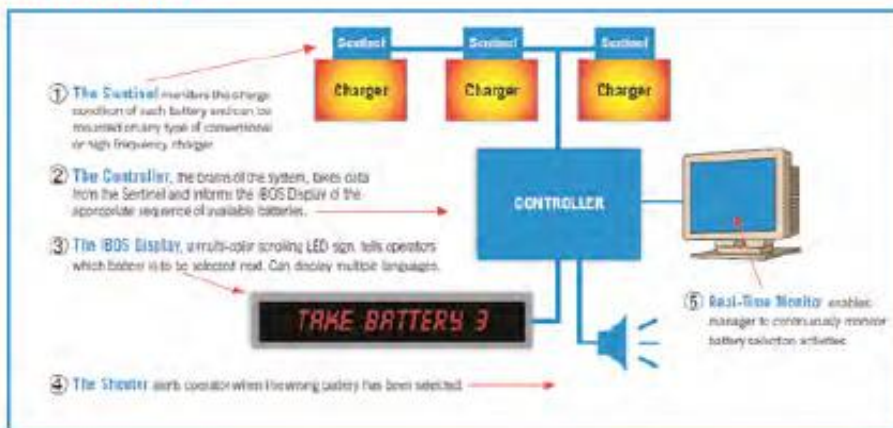 Sentinel Sentinel Sentinel
Charger Charger Charger
① The Sentinel monitors the charge
condition of each battery and can be
mounted on any type of conventional
or high frequency charger.
② The Controller, the brains of the system, takes data
from the Sentinel and informs the iBOS Display of the
appropriate sequence of available batteries.
CONTROLLER
③ The iBOS Display, a multi-color scrolling LED sign, tells operators
which battery is to be selected next. Can display multiple languages.
TAKE BATTERY 3
⑤ Real-Time Monitor enables
manager to continuously monitor
battery selection activities.
④ The Shouter alerts operator when the wrong battery has been selected.